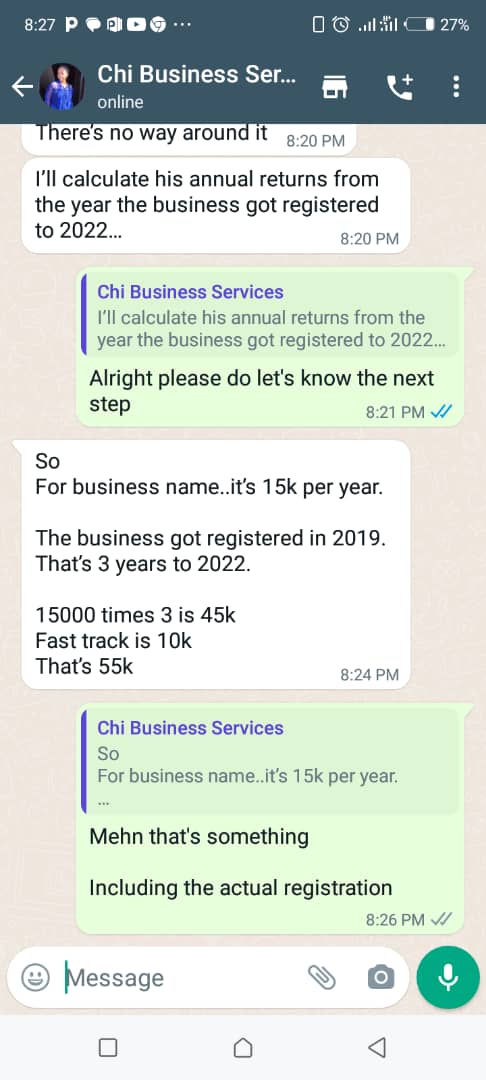 8:27
27%
Chi Business Ser...
online
There's no way around it
8:20 PM
I'll calculate his annual returns from
the year the business got registered
to 2022...
8:20 PM
Chi Business Services
I'll calculate his annual returns from the
year the business got registered to 2022...
Alright please do let's know the next
step
8:21 PM
So
For business name..it's 15k per year.
The business got registered in 2019.
That's 3 years to 2022.
15000 times 3 is 45k
Fast track is 10k
That's 55k
8:24 PM
Chi Business Services
So
For business name..it's 15k per year.
...
Mehn that's something
Including the actual registration
8:26 PM
Message